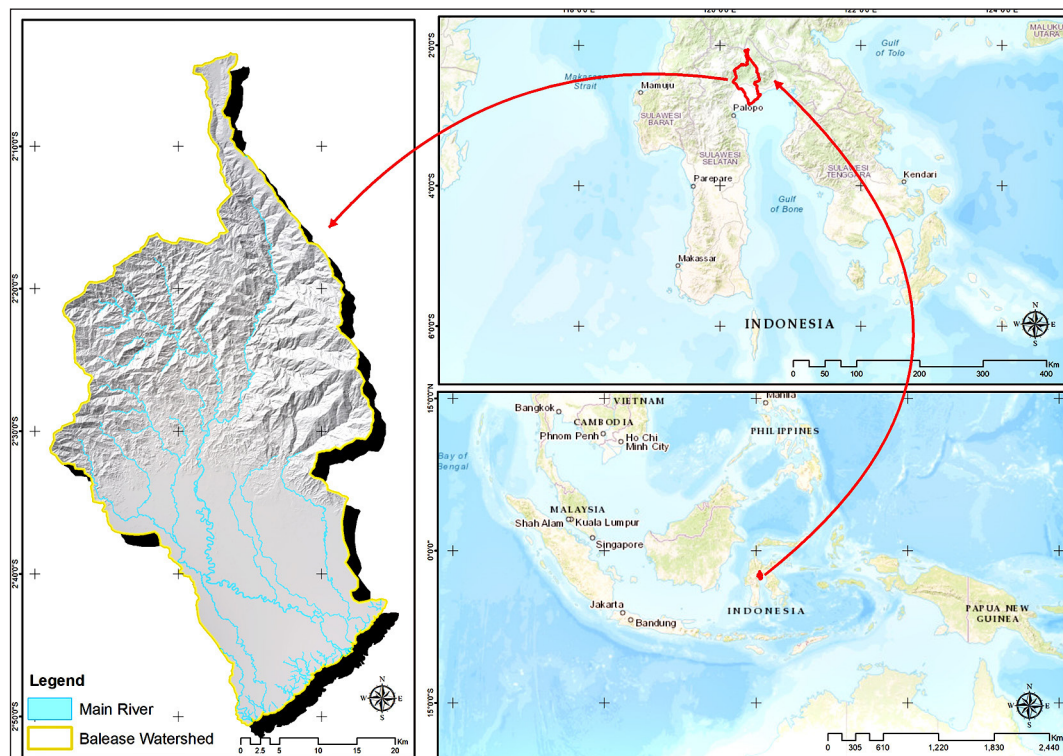 2°10'0"S
2°20'0"S
2°30'0"S
2°40'0"S
2°50'0"S
Legend
Main River
Balease Watershed
N
W
E
S
0 2.5 5 10 15 20
Km
118°0'E
120°0'E
122°0'E
124°0'E
2°0'0"S
4°0'0"S
6°0'0"S
MALUKU
UTARA
Gulf
of Tolo
Makassar
Strait
Mamuju
Palopo
SULAWESI
BARAT
SULAWESI
SELATAN
SULAWESI
TENGGARA
Parepare
Kendari
Gulf
of Bone
Makassar
INDONESIA
N
W
E
S
Km
0 50 100 200 300 400
15°0'N
0°0'
15°0'S
Manila
Bangkok
VIETNAM
CAMBODIA
Phnom Penh
Ho Chi
Minh City
PHILIPPINES
Bay of
Bengal
MALAYSIA
Shah Alam
Kuala Lumpur
Singapore
Jakarta
Bandung
INDONESIA
PAPUA NEW
GUINEA
N
W
E
S
Km
0 305 610 1,220 1,830 2,440